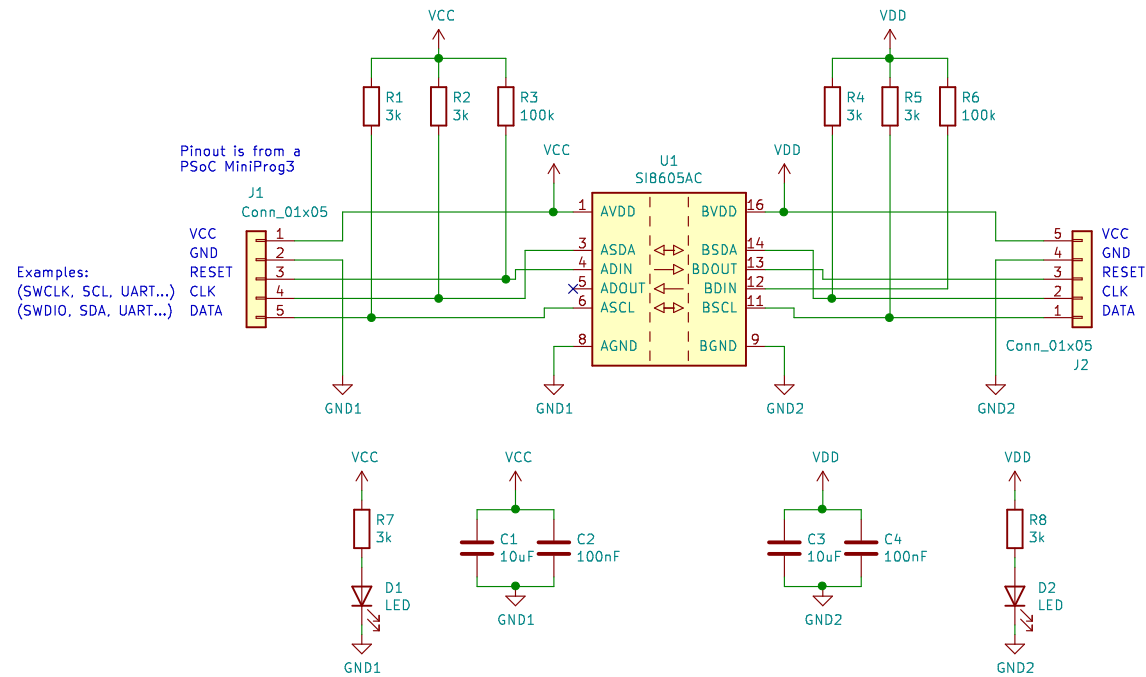 VCC
VDD
R1
3k
R2
3k
R3
100k
R4
3k
R5
3k
R6
100k
Pinout is from a
PSoC MiniProg3
VCC
VDD
U1
SI8605AC
J1
Conn_01x05
VCC
GND
RESET
CLK
DATA
Examples:
(SWCLK, SCL, UART...)
(SWDIO, SDA, UART...)
1
2
3
4
5
1
3
4
5
6
8
AVDD
ASDA
ADIN
ADOUT
ASCL
AGND
BVDD
BSDA
BDOUT
BDIN
BSCL
BGND
16
14
13
12
11
9
5
4
3
2
1
VCC
GND
RESET
CLK
DATA
Conn_01x05
J2
GND1
GND1
GND2
GND2
VCC
R7
3k
D1
LED
GND1
VCC
C1
10uF
C2
100nF
GND1
VDD
C3
10uF
C4
100nF
GND2
VDD
R8
3k
D2
LED
GND2